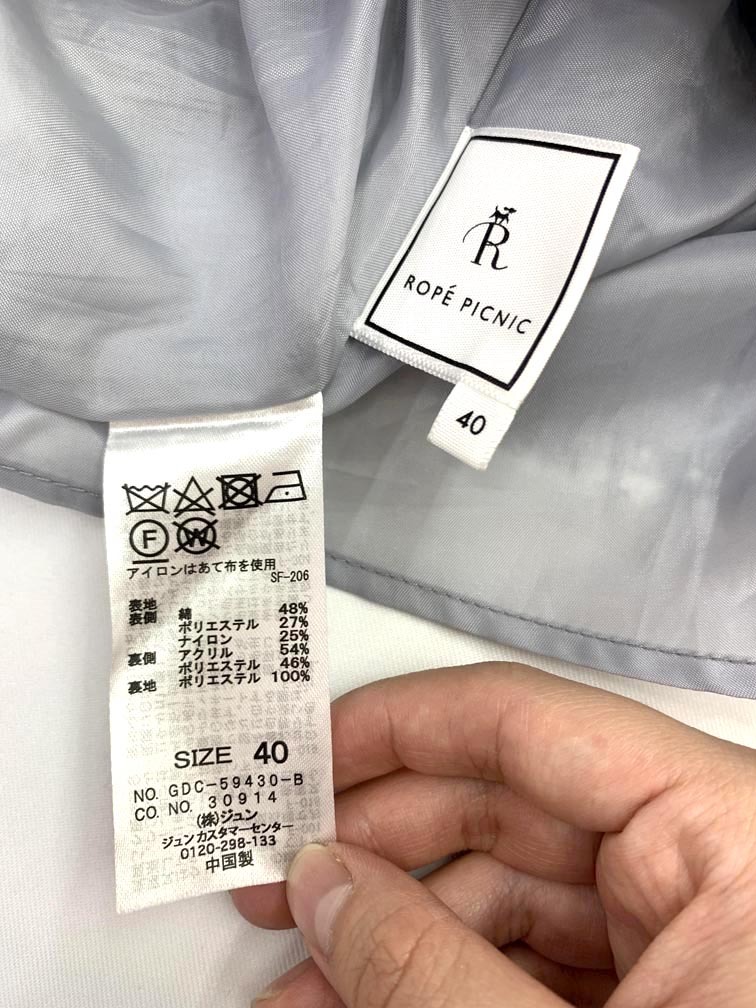 R
ROPÉ PICNIC
40
F
W
アイロンはあて布を使用
SF-206
表地
表側 綿 48%
ポリエステル 27%
ナイロン 25%
裏側 アクリル 54%
ポリエステル 46%
裏地 ポリエステル 100%
SIZE 40
NO. GDC-59430-B
CO. NO. 30914
(株)ジュン
ジュンカスタマーセンター
0120-298-133
中国製